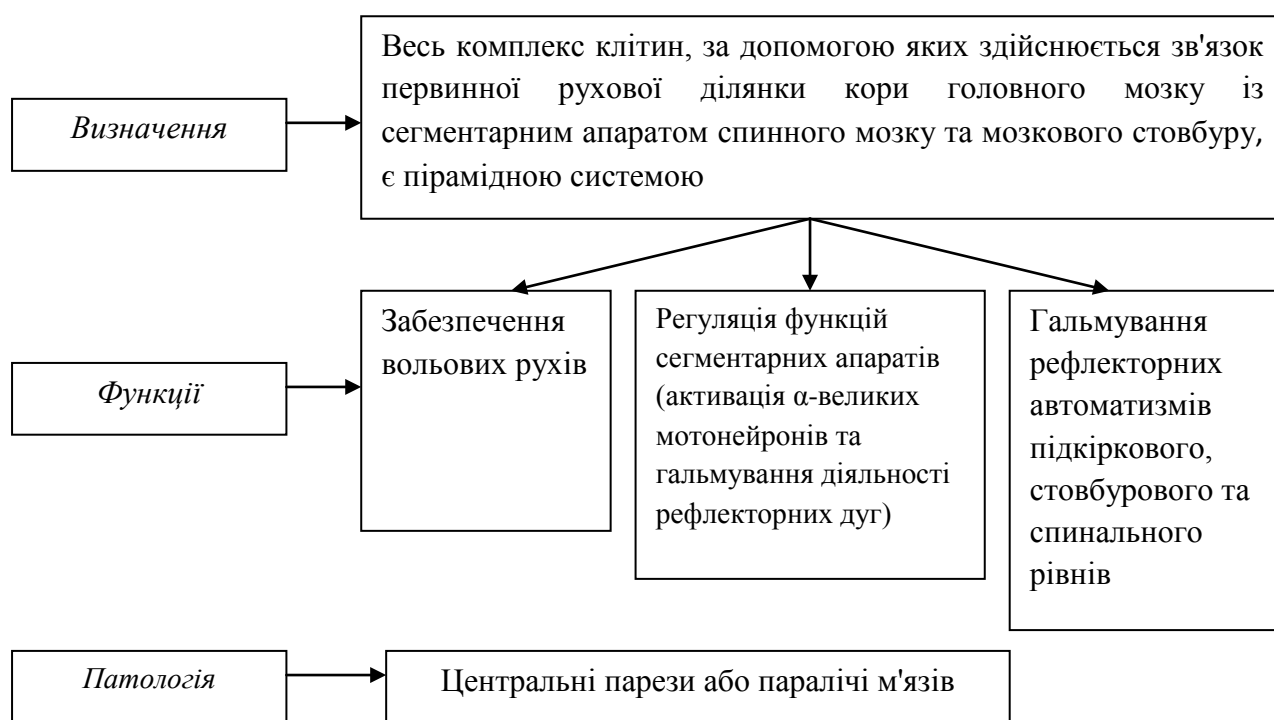 Визначення
Весь комплекс клітин, за допомогою яких здійснюється зв'язок
первинної рухової ділянки кори головного мозку із
сегментарним апаратом спинного мозку та мозкового стовбуру,
є пірамідною системою
Функції
Забезпечення
вольових рухів
Регуляція функцій
сегментарних апаратів
(активація α-великих
мотонейронів та
гальмування діяльності
рефлекторних дуг)
Гальмування
рефлекторних
автоматизмів
підкіркового,
стовбурового та
спинального
рівнів
Патологія
Центральні парези або паралічі м'язів